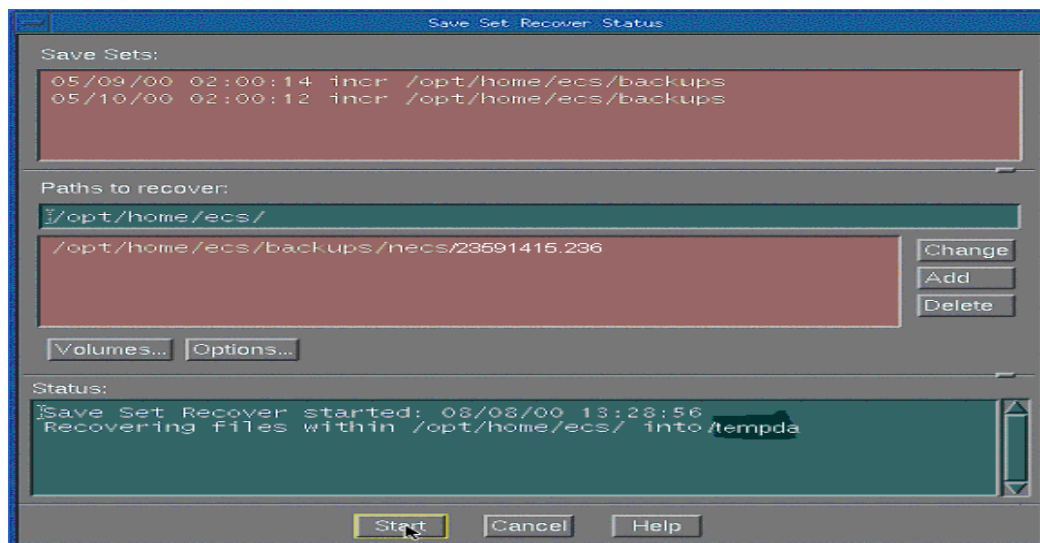 Save Set Recover Status
Save Sets:
05/09/00 02:00:14 incr /opt/home/ecs/backups
05/10/00 02:00:12 incr /opt/home/ecs/backups
Paths to recover:
/opt/home/ecs/
/opt/home/ecs/backups/necs/23591415.236
Change
Add
Delete
Volumes... Options...
Status:
Save Set Recover started: 08/08/00 13:28:56
Recovering files within /opt/home/ecs/ into /tempda
Start Cancel Help